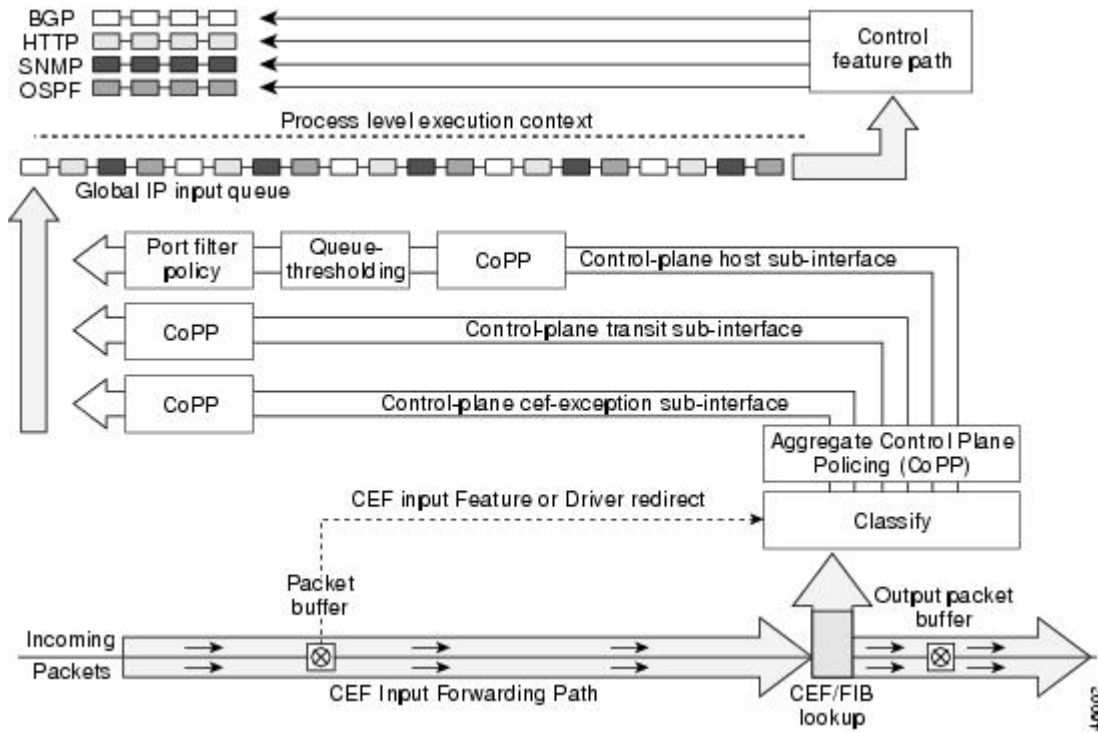 BGP
HTTP
SNMP
OSPF
Control
feature path
Process level execution context
Global IP input queue
Port filter
policy
Queue-
thresholding
CoPP
Control-plane host sub-interface
CoPP
Control-plane transit sub-interface
CoPP
Control-plane cef-exception sub-interface
Aggregate Control Plane
Policing (CoPP)
CEF input Feature or Driver redirect
Classify
Packet
buffer
Output packet
buffer
Incoming
Packets
CEF Input Forwarding Path
CEF/FIB
lookup